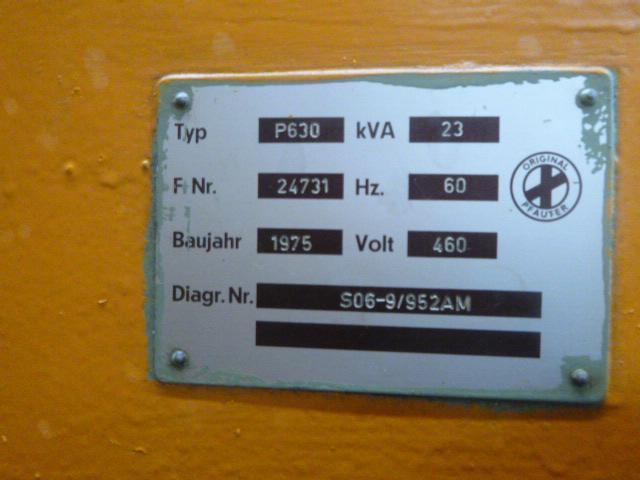 Typ P630 kVA 23
F. Nr. 24731 Hz. 60
ORIGINAL PFAUTER
Baujahr 1975 Volt 460
Diagr. Nr. S06-9/952AM